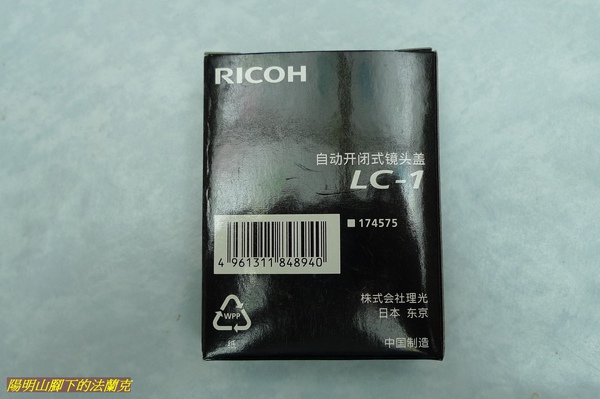 RICOH
自动开闭式镜头盖
LC-1
■174575
4 961311 848940
株式会社理光
日本 东京
WPP
中国制造
陽明山腳下的法蘭克